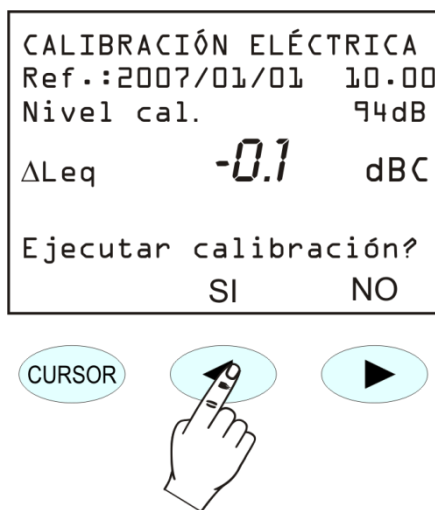 CALIBRACIÓN ELÉCTRICA
Ref.:2007/01/01 10.00
Nivel cal. 94dB
ΔLeq -0.1 dBC
Ejecutar calibración?
SI NO
CURSOR